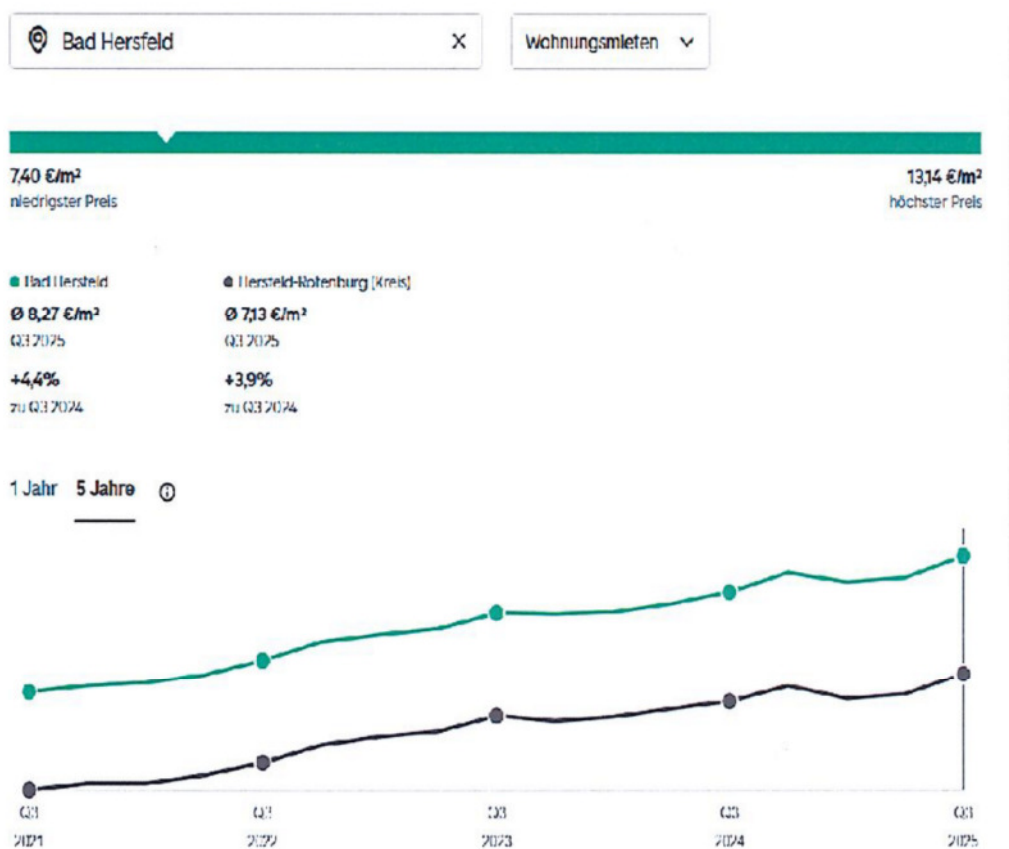 Bad Hersfeld
Wohnungsmieten
7,40 €/m² 13,14 €/m²
niedrigster Preis höchster Preis
Bad Hersfeld Hersfeld-Rotenburg (Kreis)
Ø 8,27 €/m² Ø 7,13 €/m²
Q3 2025 Q3 2025
+4,4% +3,9%
zu Q3 2024 zu Q3 2024
1 Jahr 5 Jahre
Q3 Q3 Q3 Q3 Q3
2021 2022 2023 2024 2025